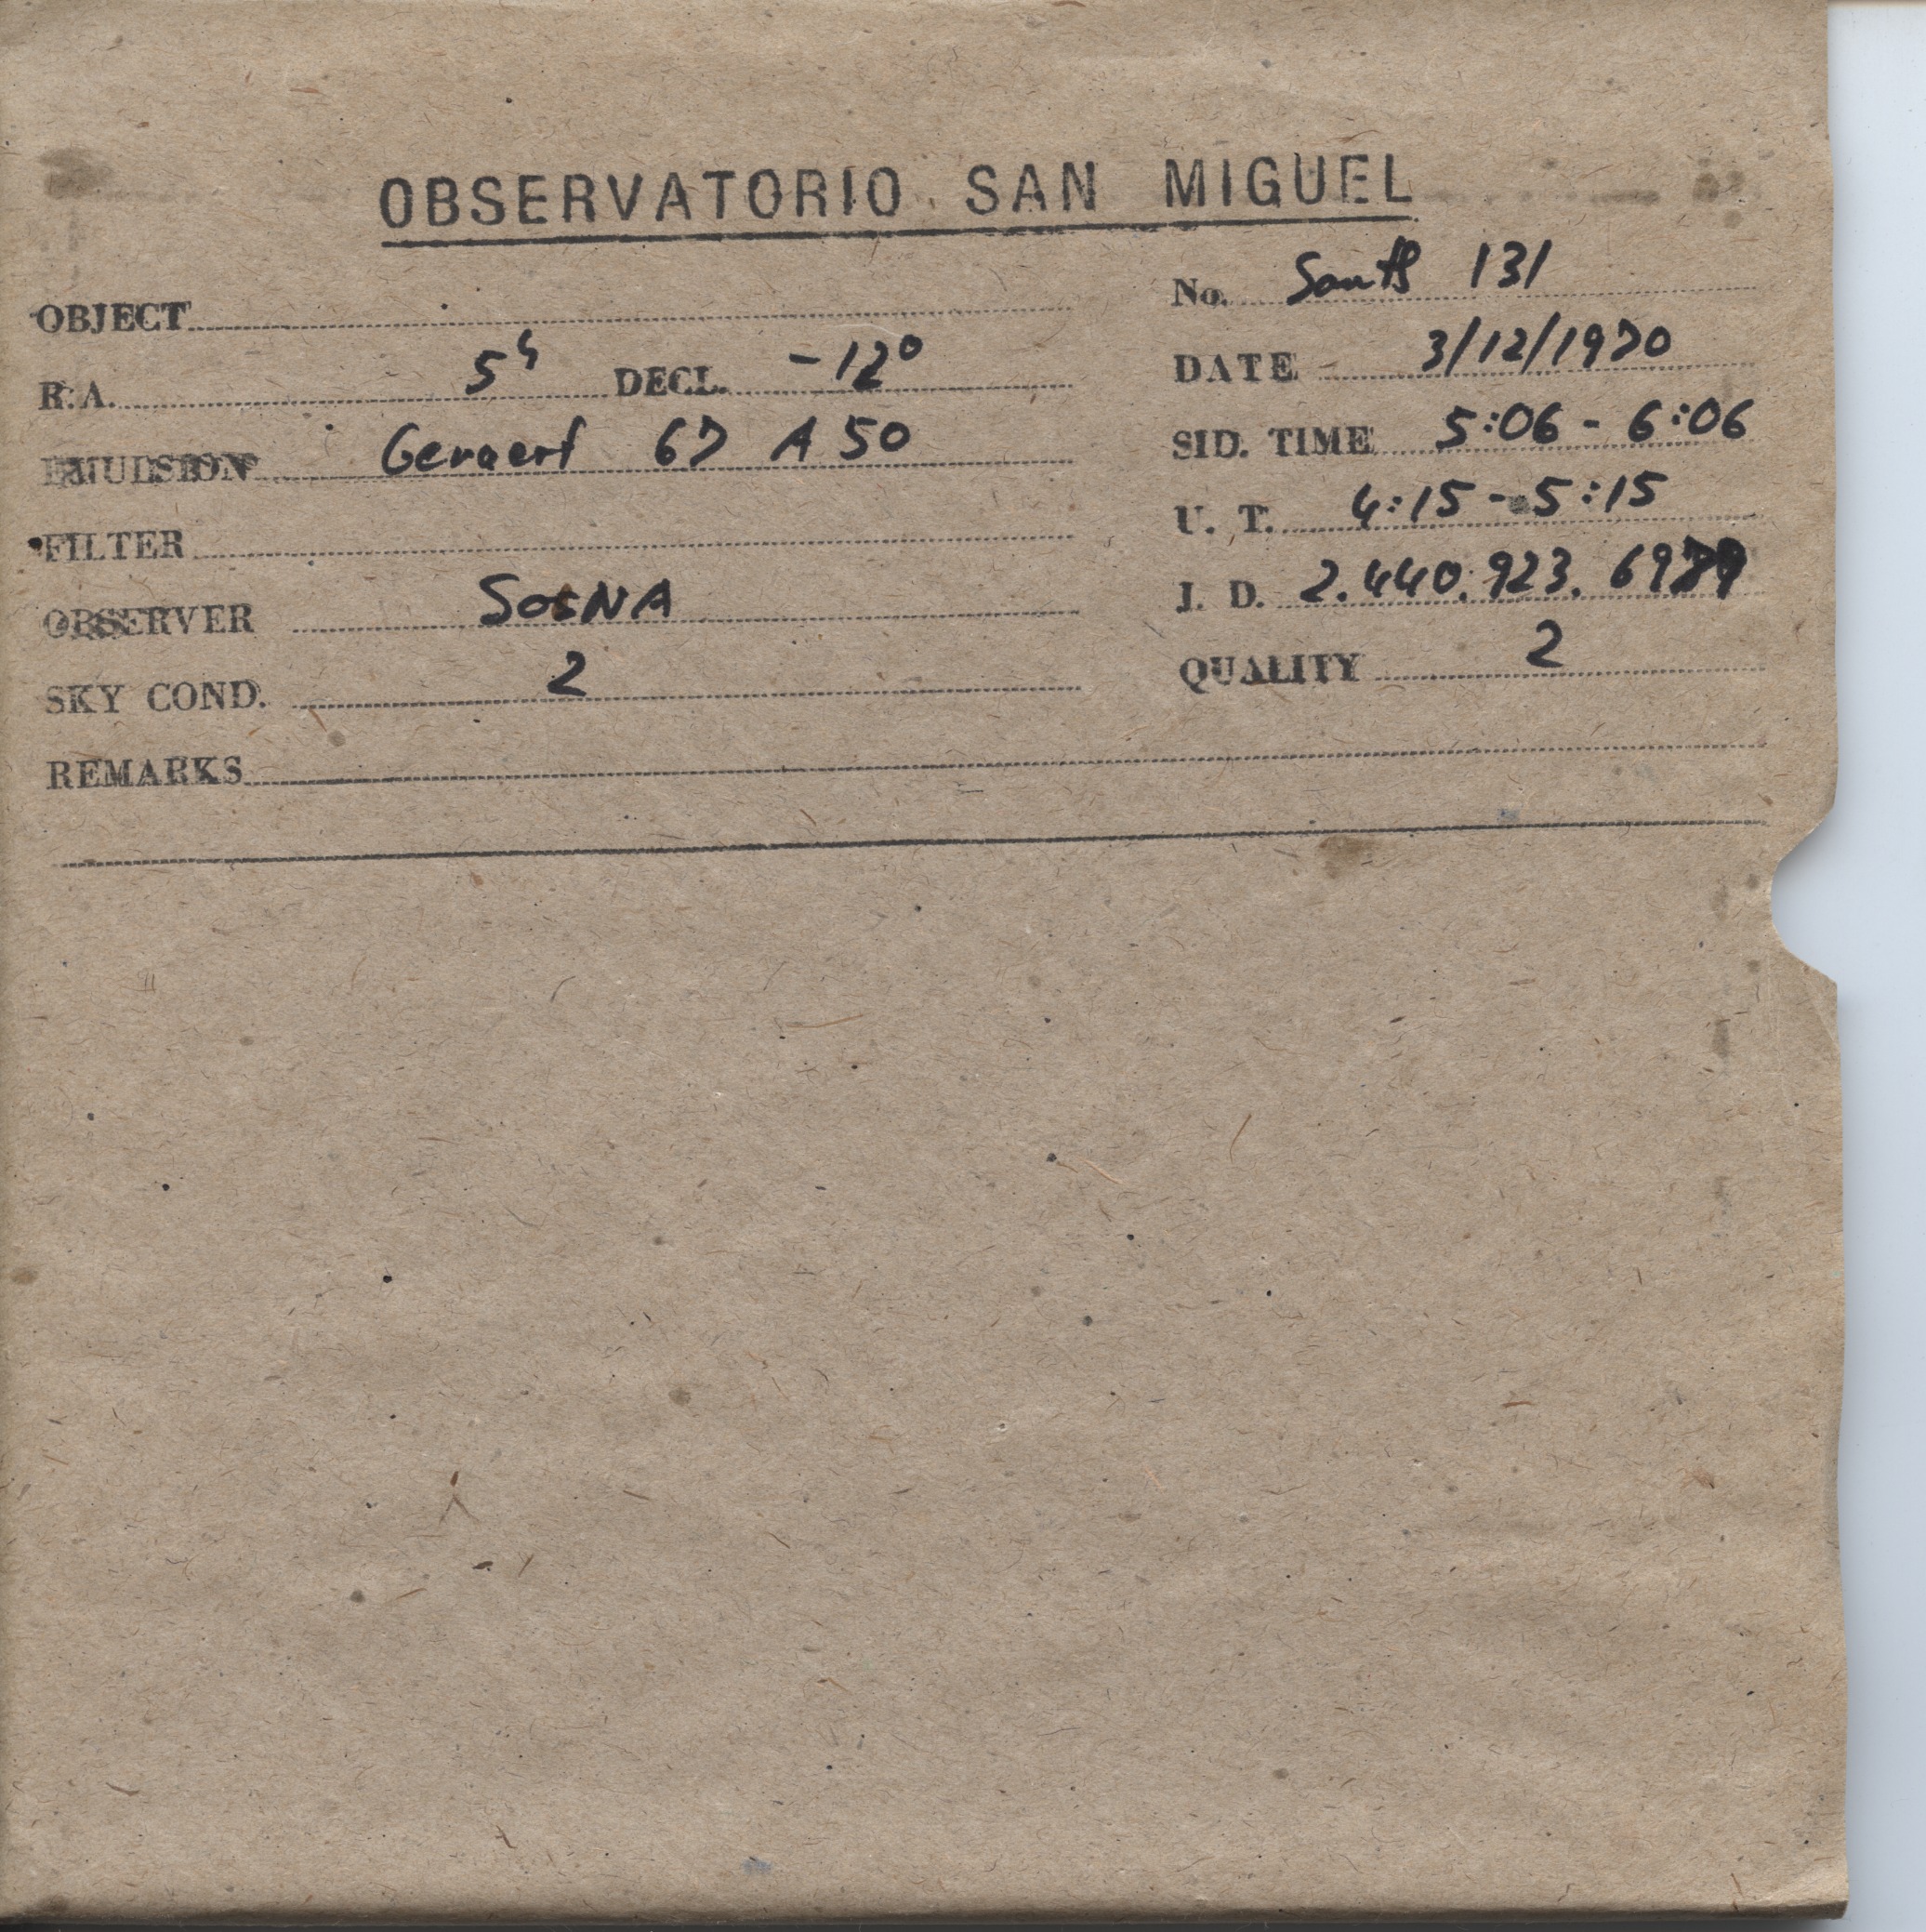 OBSERVATORIO SAN MIGUEL
OBJECT
No. South 131
R. A. 5h DECL. -12°
DATE 3/12/1970
EMULSION Gevaert 67 A 50
SID. TIME 5:06 - 6:06
FILTER
U. T. 4:15 - 5:15
OBSERVER SOSNA
J. D. 2.440.923.
SKY COND. 2
QUALITY 2
REMARKS